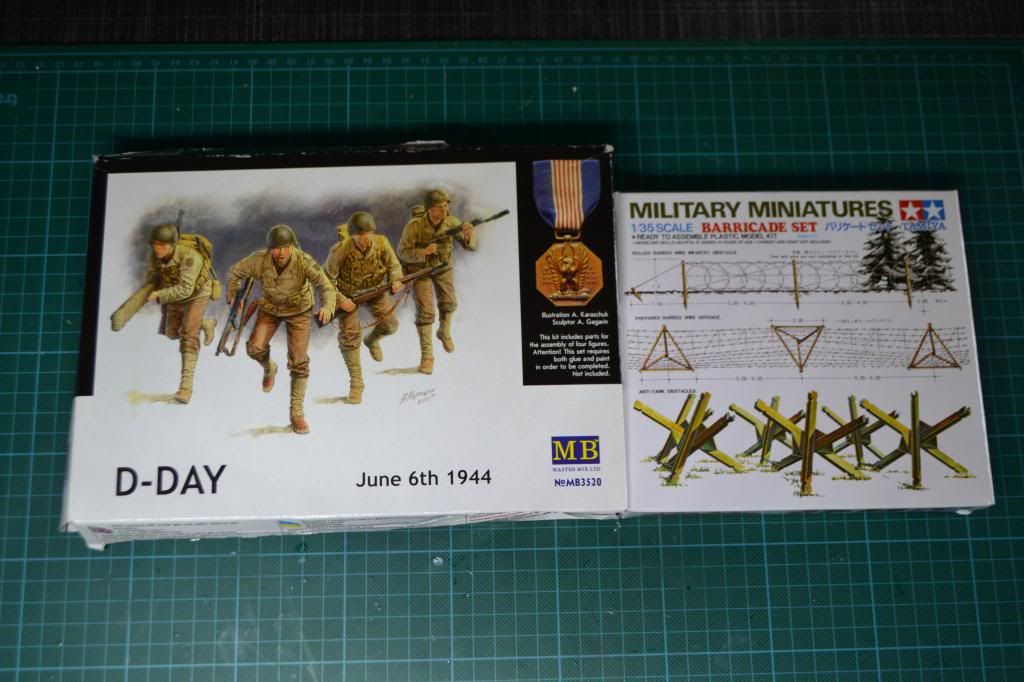 Illustration A. Karaschuk
Sculptor A. Gagarin
This kit includes parts for
the assembly of four figures.
Attention! This set requires
both glue and paint
in order to be completed.
Not included.
D-DAY
June 6th 1944
MB
MASTER BOX LTD
№MB3520
MILITARY MINIATURES
1/35 SCALE BARRICADE SET バリケードセット TAMIYA
• READY TO ASSEMBLE PLASTIC MODEL KIT
ROLLED BARBED WIRE INFANTRY OBSTACLE.
PREPARED BARBED WIRE DEFENCE.
ANTI-TANK OBSTACLES.